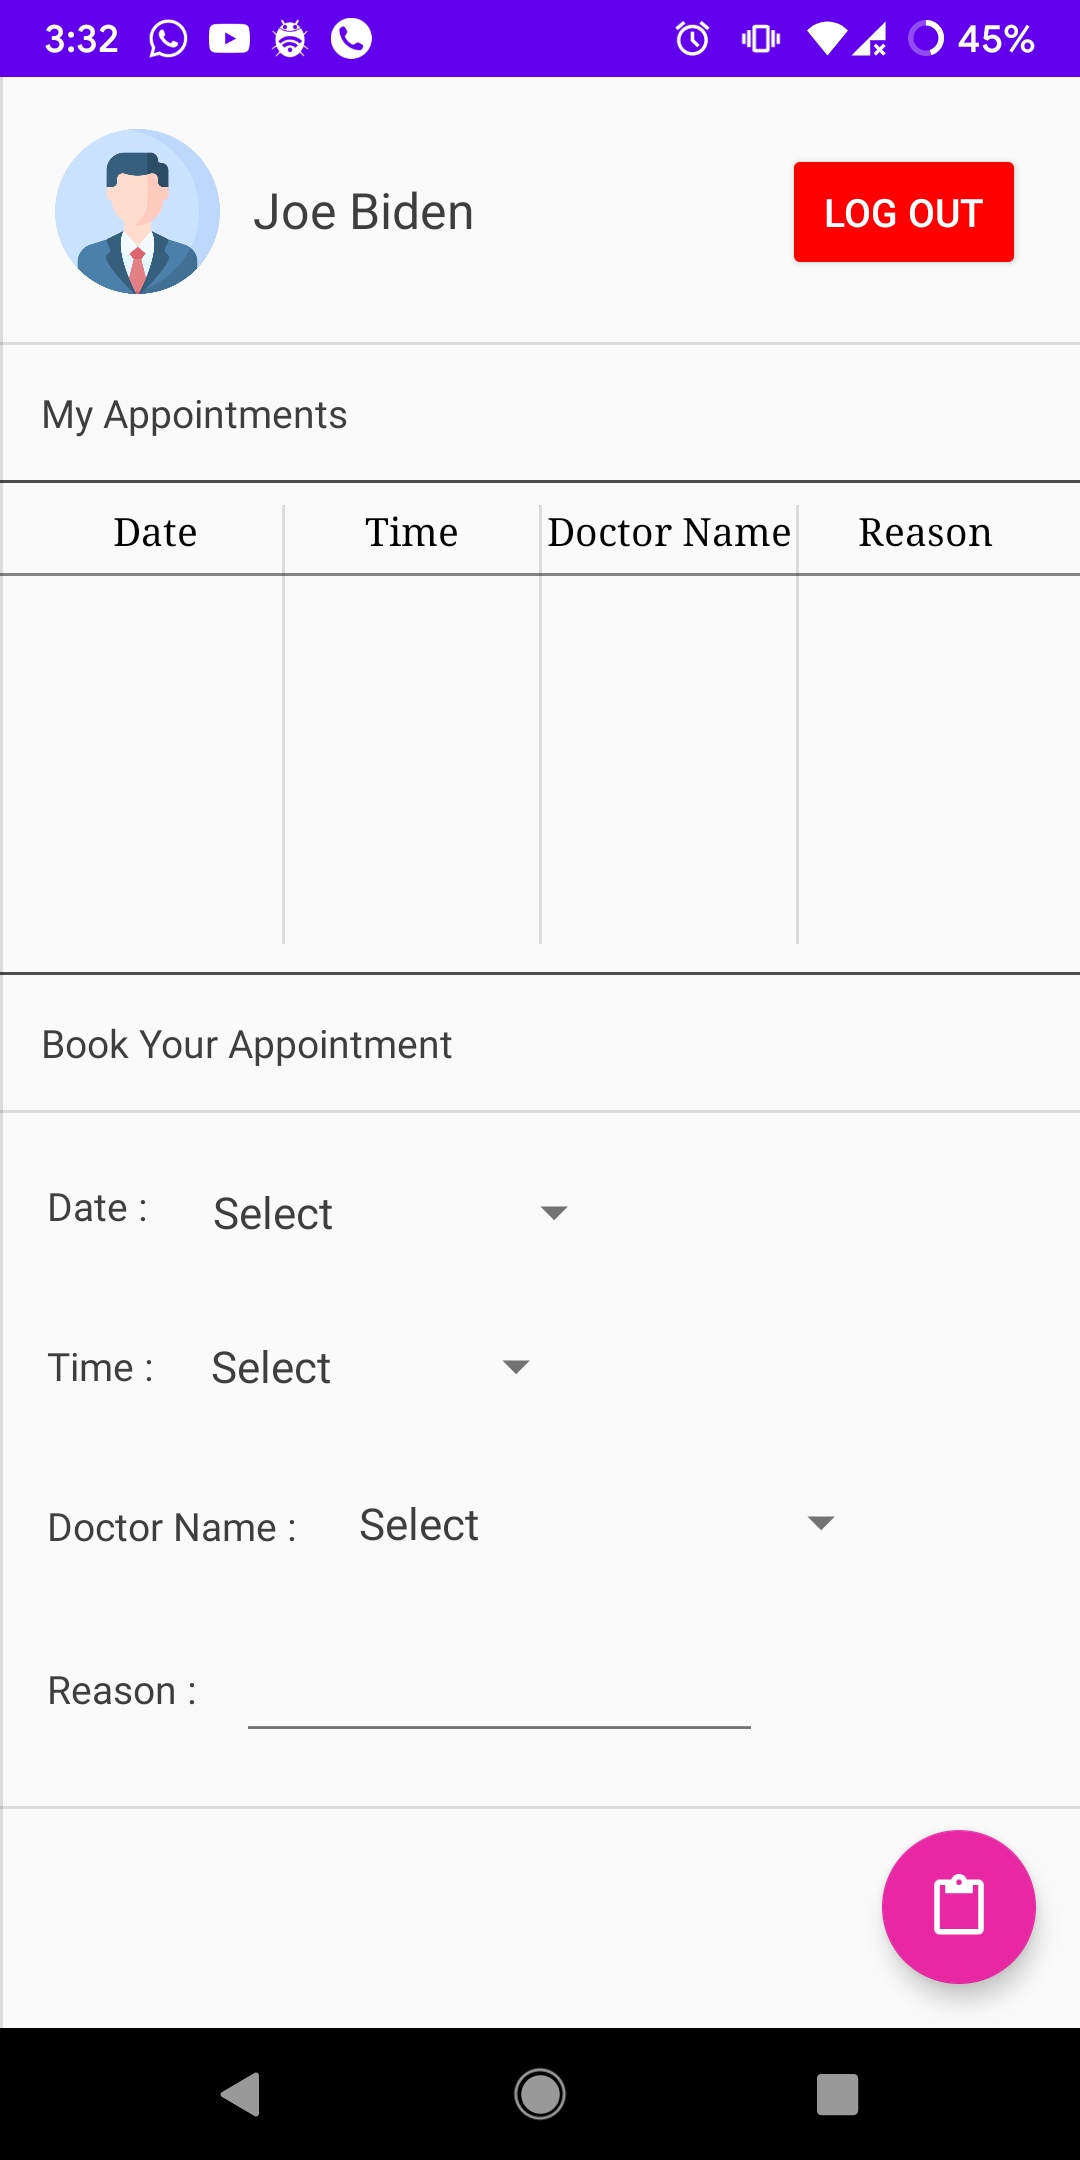 3:32 45%
Joe Biden LOG OUT
My Appointments
Date Time Doctor Name Reason
Book Your Appointment
Date : Select
Time : Select
Doctor Name : Select
Reason :